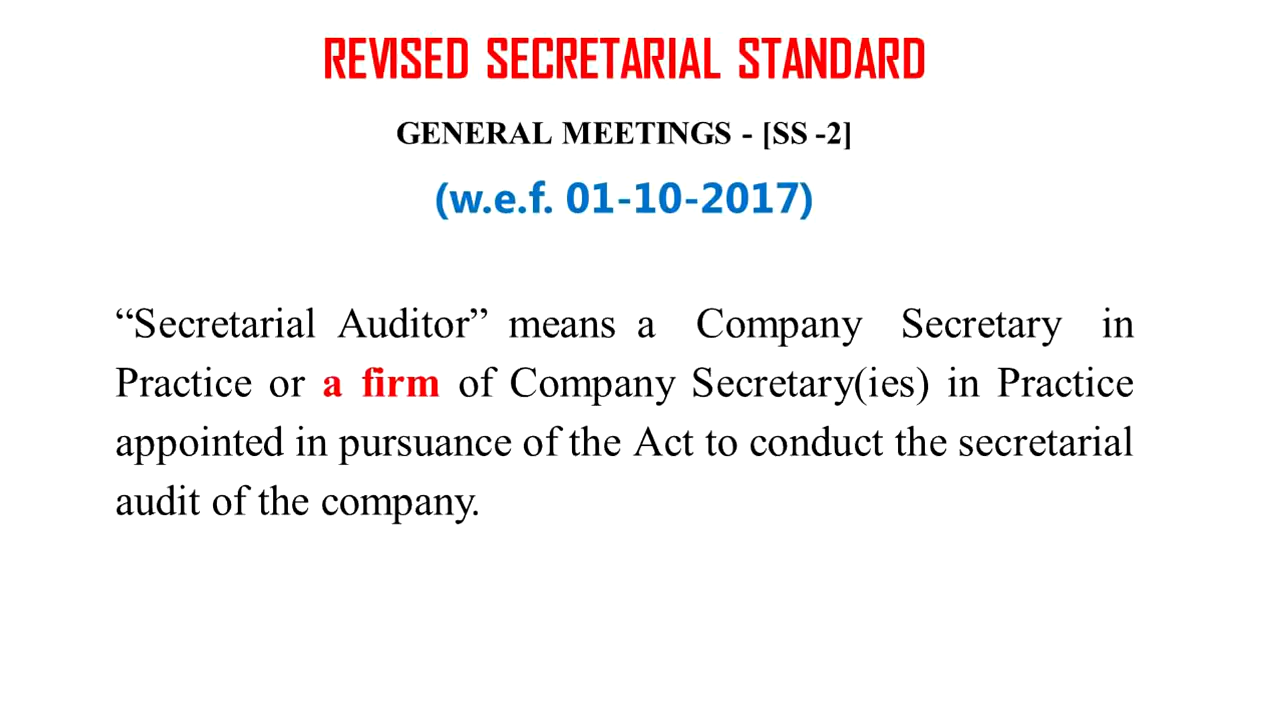 REVISED SECRETARIAL STANDARD
GENERAL MEETINGS - [SS -2]
(w.e.f. 01-10-2017)
“Secretarial Auditor” means a Company Secretary in
Practice or a firm of Company Secretary(ies) in Practice
appointed in pursuance of the Act to conduct the secretarial
audit of the company.